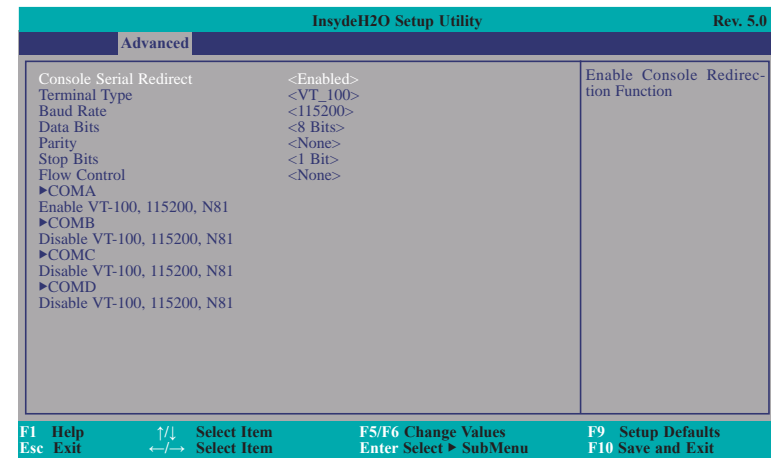 InsydeH2O Setup Utility Rev. 5.0
Advanced
Console Serial Redirect <Enabled>
Terminal Type <VT_100>
Baud Rate <115200>
Data Bits <8 Bits>
Parity <None>
Stop Bits <1 Bit>
Flow Control <None>
►COMA
Enable VT-100, 115200, N81
►COMB
Disable VT-100, 115200, N81
►COMC
Disable VT-100, 115200, N81
►COMD
Disable VT-100, 115200, N81
Enable Console Redirec-
tion Function
F1 Help ↑/↓ Select Item F5/F6 Change Values F9 Setup Defaults
Esc Exit ←/→ Select Item Enter Select ► SubMenu F10 Save and Exit